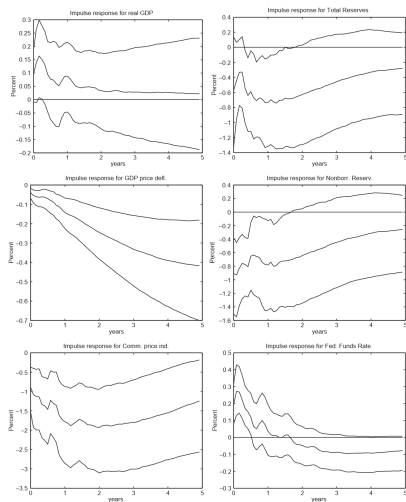 Impulse response for real GDP
0.3
0.25
0.2
0.15
0.1
0.05
0
−0.05
−0.1
−0.15
−0.2
Percent
0 1 2 3 4 5
years
Impulse response for Total Reserves
0.4
0.2
0
−0.2
−0.4
−0.6
−0.8
−1
−1.2
−1.4
Percent
0 1 2 3 4 5
years
Impulse response for GDP price defl.
0
−0.1
−0.2
−0.3
−0.4
−0.5
−0.6
−0.7
Percent
0 1 2 3 4 5
years
Impulse response for Nonborr. Reserv.
0.4
0.2
0
−0.2
−0.4
−0.6
−0.8
−1
−1.2
−1.4
−1.6
Percent
0 1 2 3 4 5
years
Impulse response for Comm. price ind.
0
−0.5
−1
−1.5
−2
−2.5
−3
−3.5
Percent
0 1 2 3 4 5
years
Impulse response for Fed. Funds Rate
0.5
0.4
0.3
0.2
0.1
0
−0.1
−0.2
−0.3
Percent
0 1 2 3 4 5
years